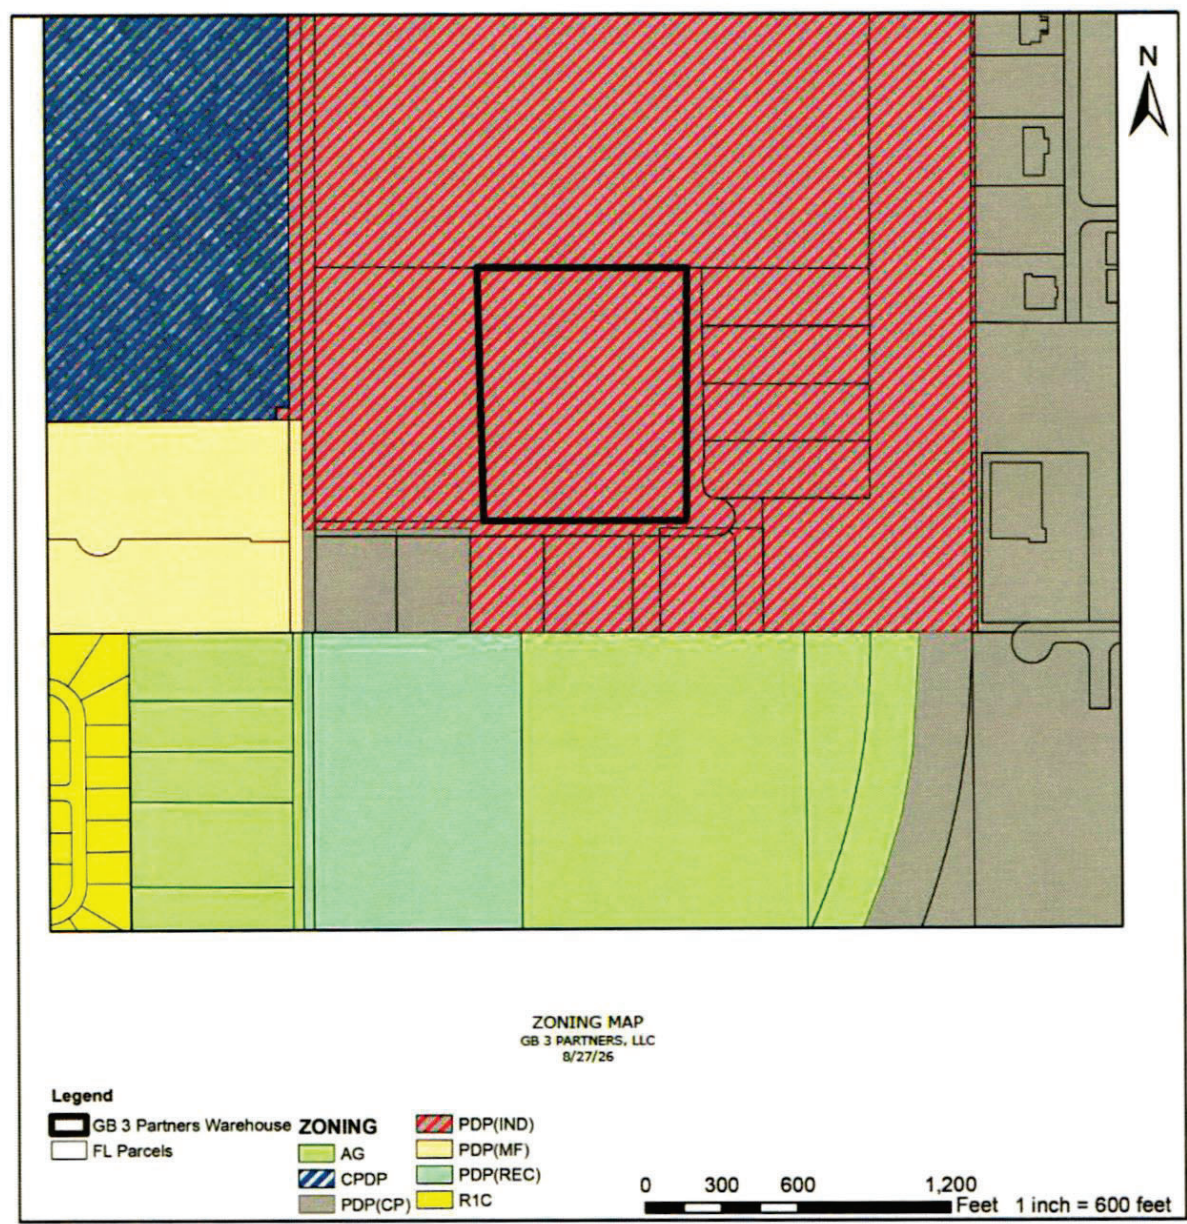 N
ZONING MAP
GB 3 PARTNERS, LLC
8/27/26
Legend
GB 3 Partners Warehouse
FL Parcels
ZONING
AG
CPDP
PDP(CP)
PDP(IND)
PDP(MF)
PDP(REC)
R1C
0 300 600 1,200
Feet 1 inch = 600 feet